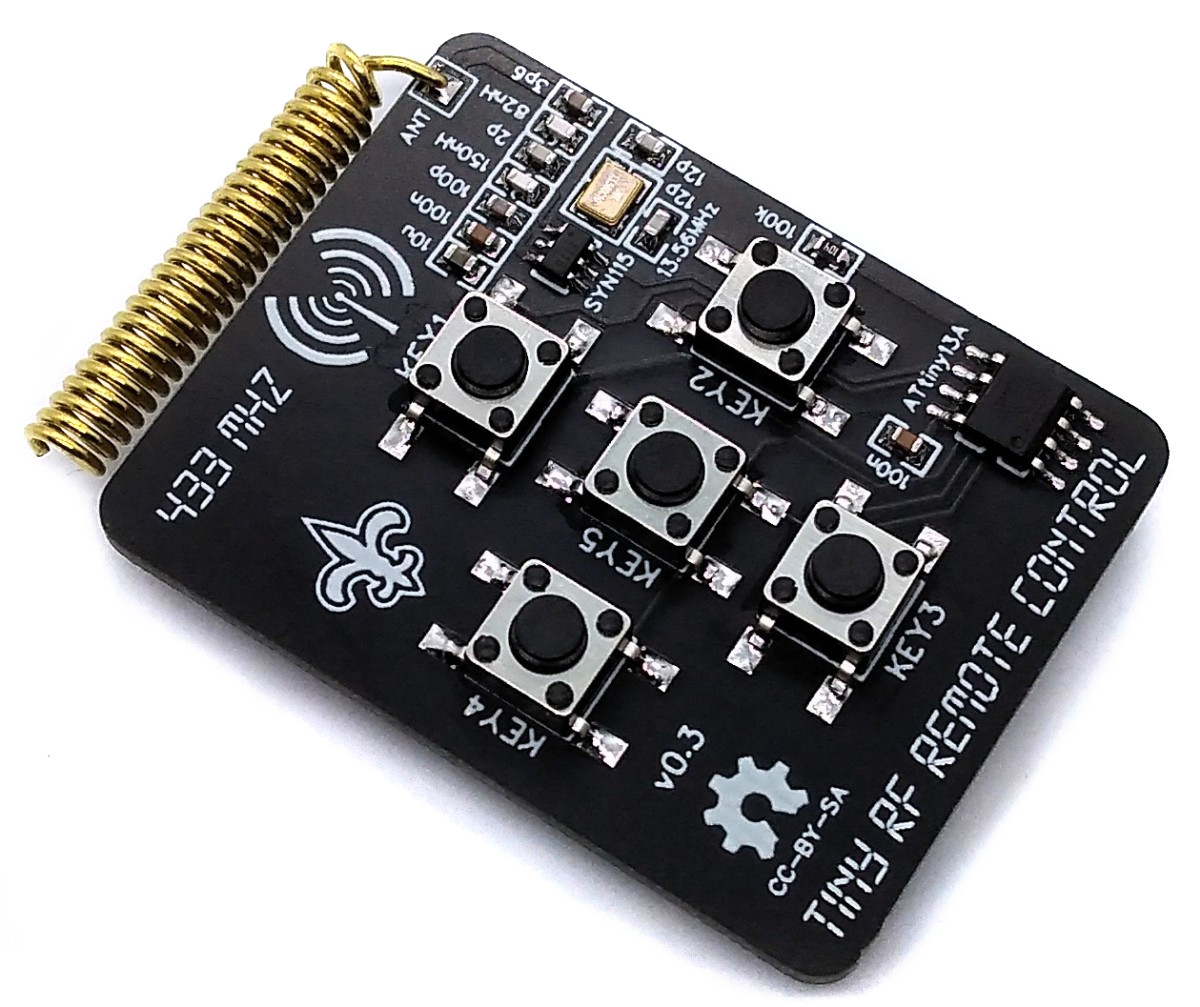 ANT
3p6
82nH
2p
150nH
100p
100n
10u
12p
12p
13.56MHz
SYN115
100k
KEY1
KEY2
ATtiny13A
100n
433 MHZ
KEY5
KEY3
KEY4
v0.3
CC-BY-SA
TINY RF REMOTE CONTROL